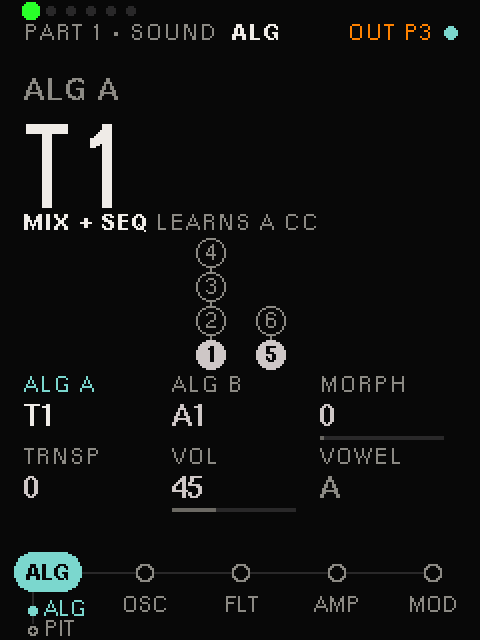 PART 1 · SOUND ALG OUT P3
ALG A
T1
MIX + SEQ LEARNS A CC
4
3
2 6
1 5
ALG A ALG B MORPH
T1 A1 0
TRNSP VOL VOWEL
0 45 A
ALG
OSC FLT AMP MOD
ALG
PIT